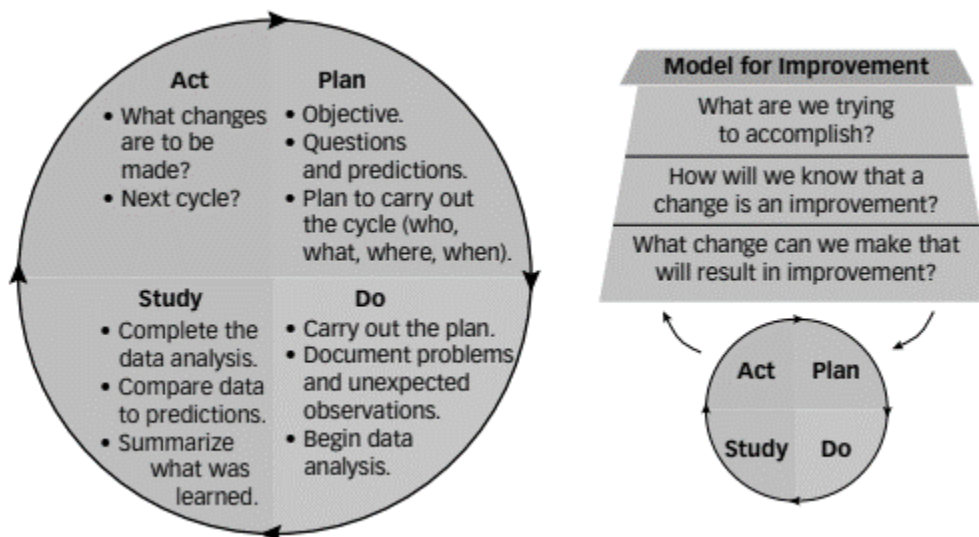 Act
• What changes
are to be
made?
• Next cycle?
Plan
• Objective.
• Questions
and predictions.
• Plan to carry out
the cycle (who,
what, where, when).
Study
• Complete the
data analysis.
• Compare data
to predictions.
• Summarize
what was
learned.
Do
• Carry out the plan.
• Document problems
and unexpected
observations.
• Begin data
analysis.
Model for Improvement
What are we trying
to accomplish?
How will we know that a
change is an improvement?
What change can we make that
will result in improvement?
Act
Plan
Study
Do